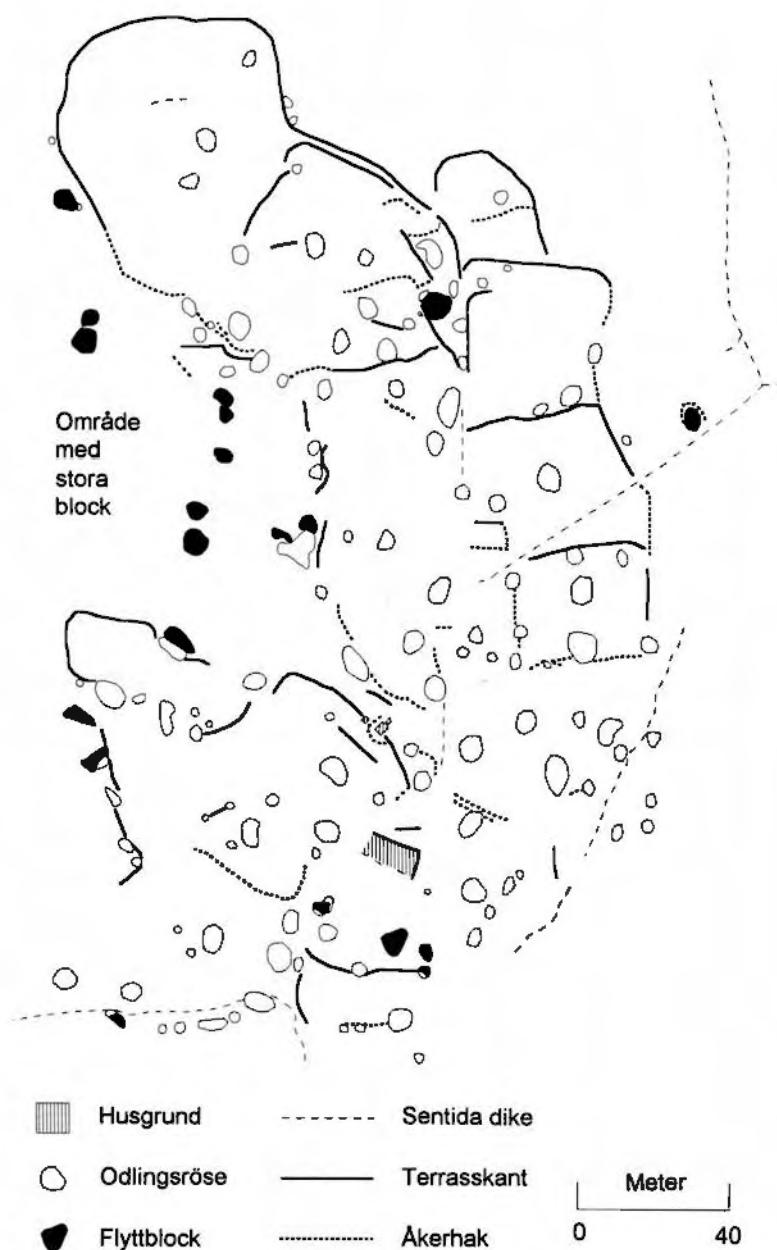 Område
med
stora
block
Husgrund
Sentida dike
Odlingsröse
Terrasskant
Flyttblock
Åkerhak
Meter
0 40